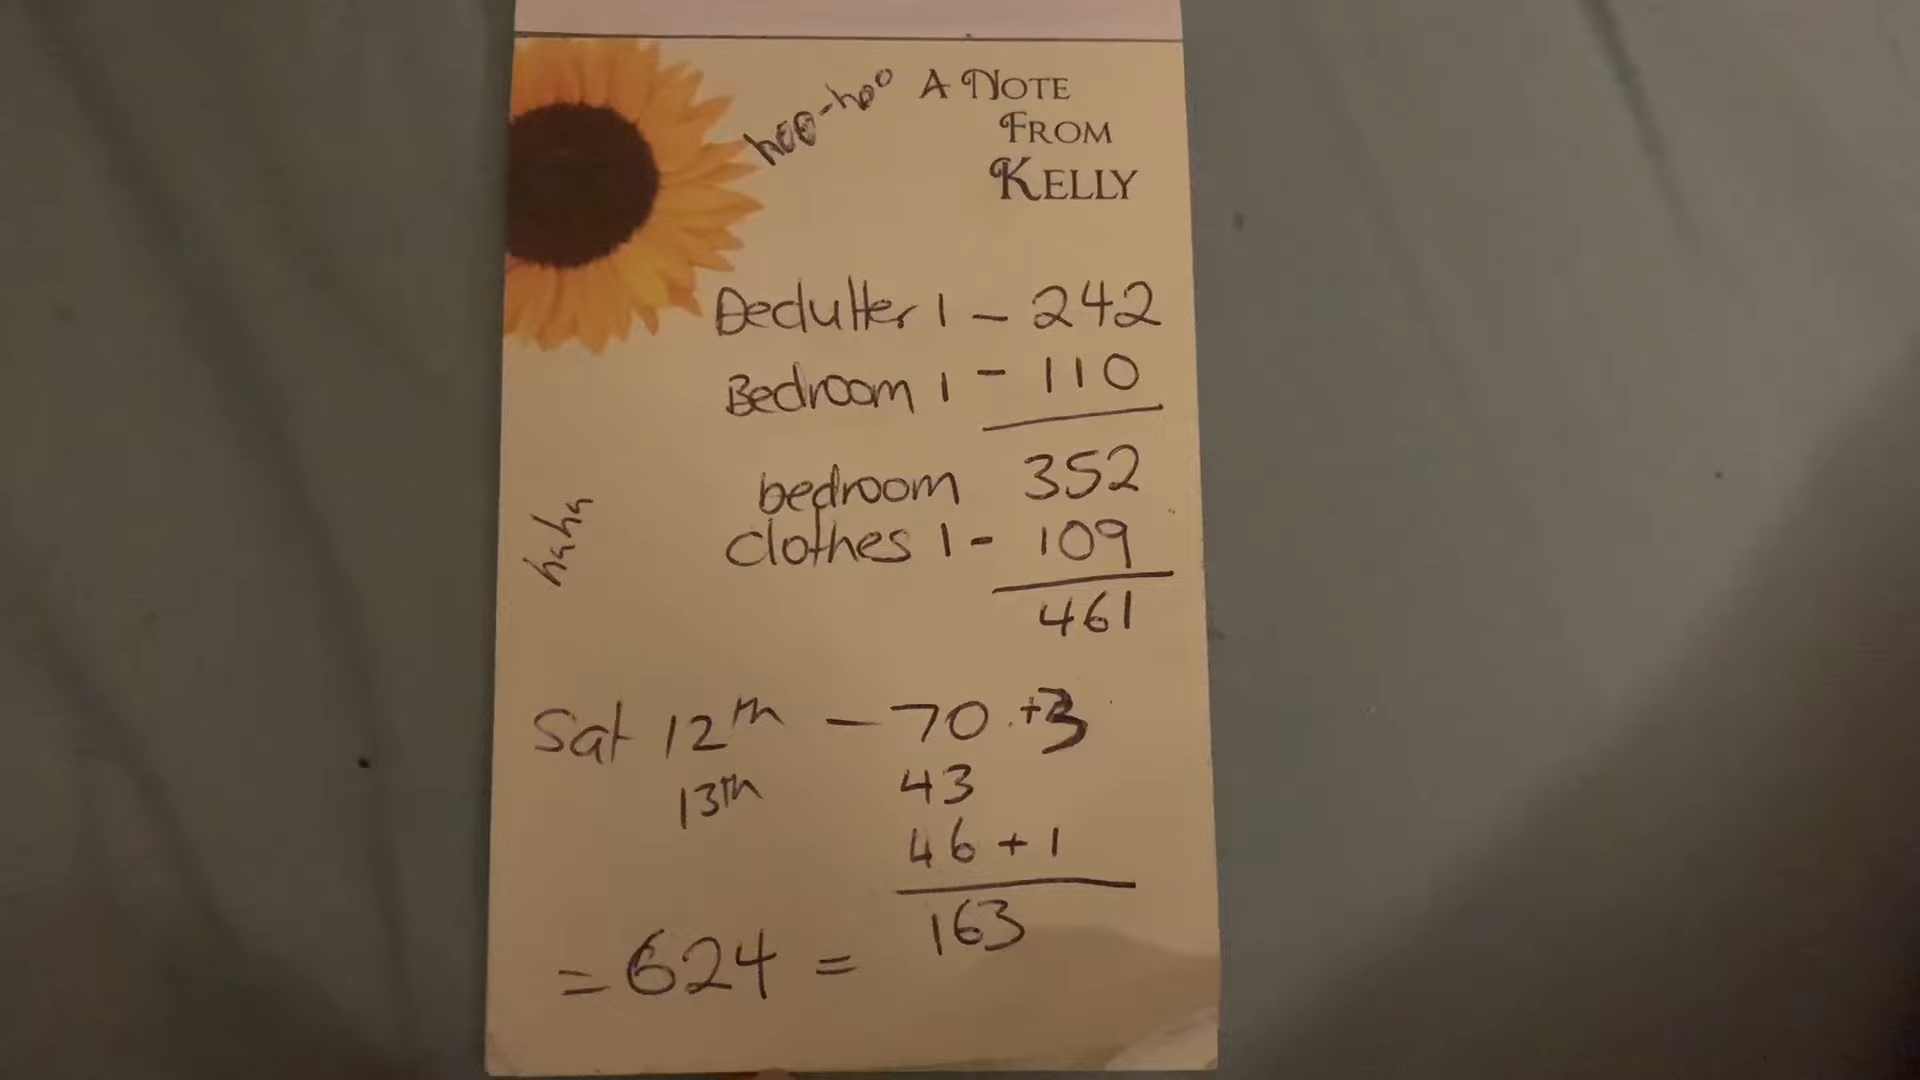 hoo-hoo
A NOTE
FROM
KELLY
Declutter 1 - 242
Bedroom 1 - 110
352
bedroom
clothes 1 - 109
461
haha
Sat 12th - 70 +3
13th 43
46 + 1
163
= 624 =